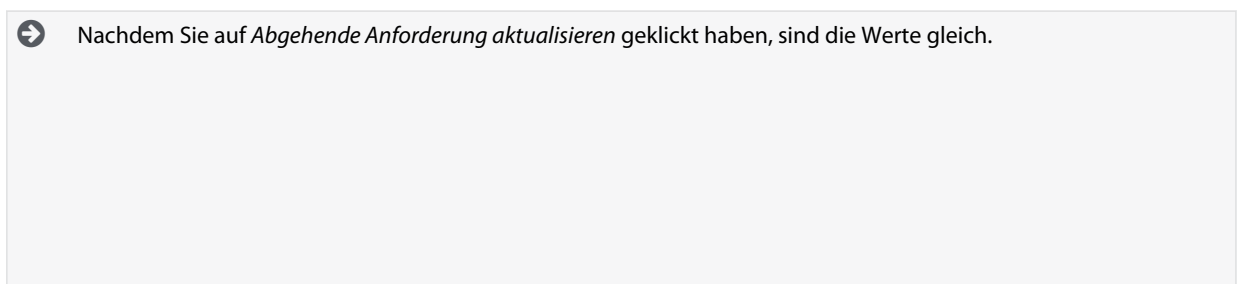 Nachdem Sie auf Abgehende Anforderung aktualisieren geklickt haben, sind die Werte gleich.